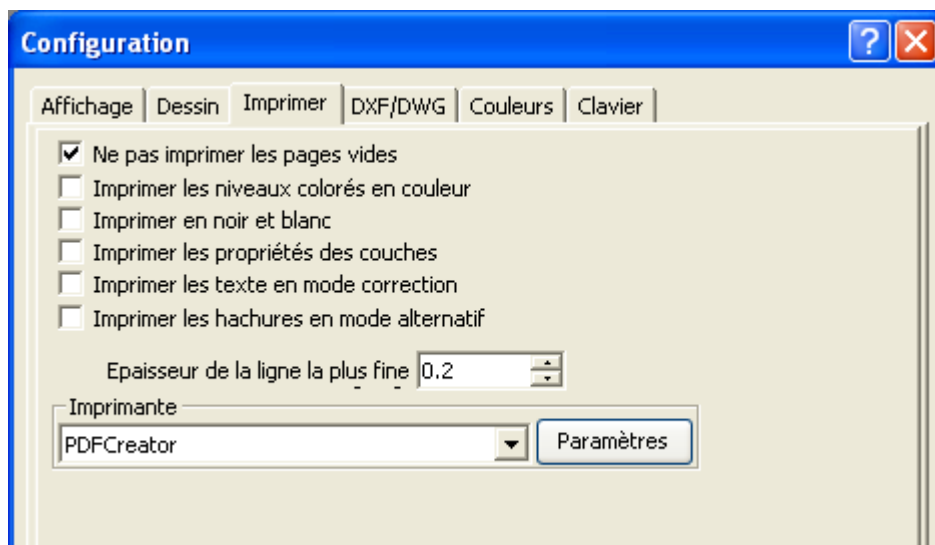 Configuration
Affichage Dessin Imprimer DXF/DWG Couleurs Clavier
Ne pas imprimer les pages vides
Imprimer les niveaux colorés en couleur
Imprimer en noir et blanc
Imprimer les propriétés des couches
Imprimer les texte en mode correction
Imprimer les hachures en mode alternatif
Epaisseur de la ligne la plus fine 0.2
Imprimante
PDFCreator Paramètres